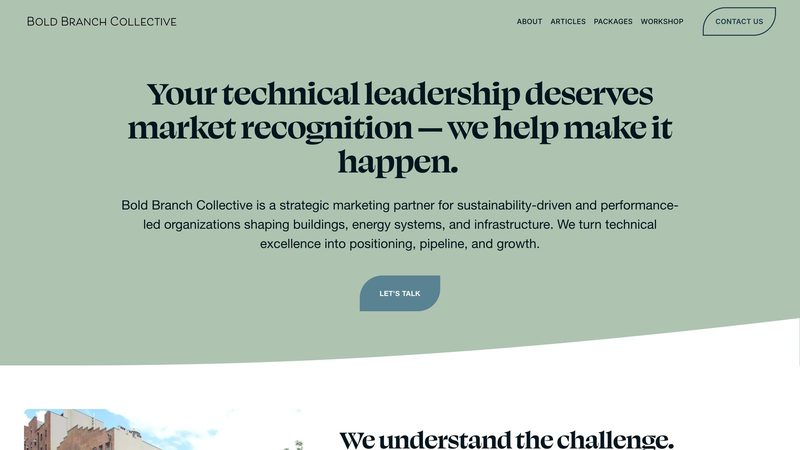 Bold Branch Collective
ABOUT ARTICLES PACKAGES WORKSHOP CONTACT US
Your technical leadership deserves
market recognition — we help make it
happen.
Bold Branch Collective is a strategic marketing partner for sustainability-driven and performance-
led organizations shaping buildings, energy systems, and infrastructure. We turn technical
excellence into positioning, pipeline, and growth.
LET'S TALK
We understand the challenge.